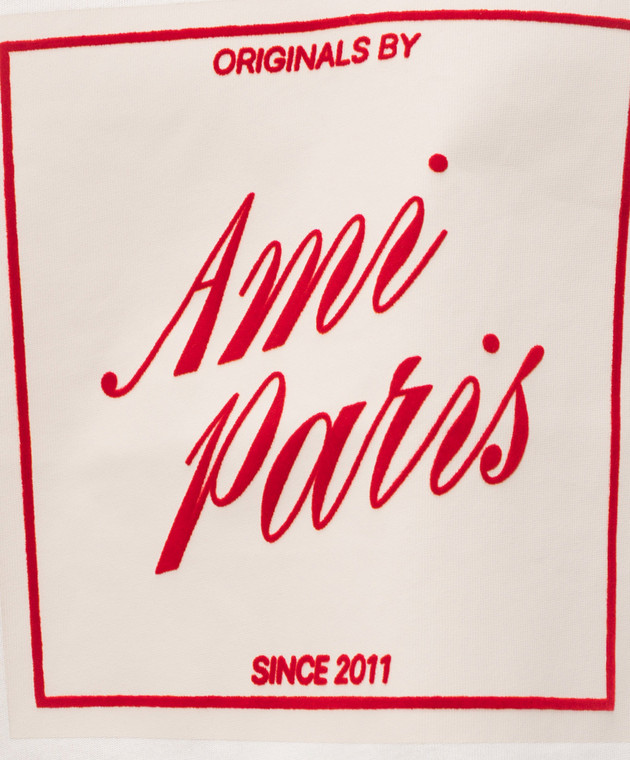 ORIGINALS BY
Ami
Paris
SINCE 2011